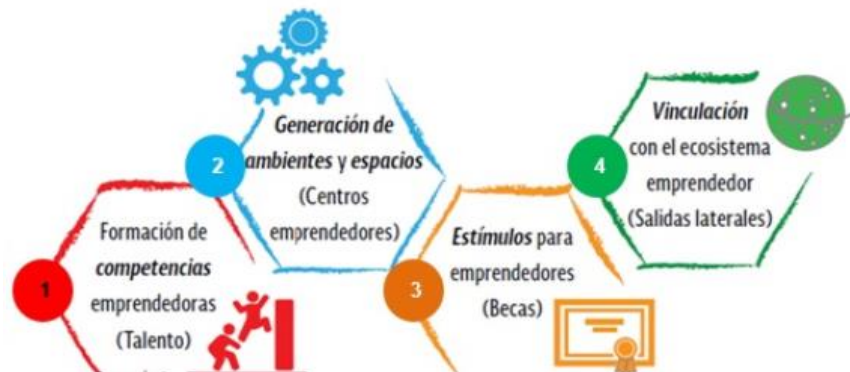 1
Formación de
competencias
emprendedoras
(Talento)
2
Generación de
ambientes y espacios
(Centros
emprendedores)
3
Estímulos para
emprendedores
(Becas)
4
Vinculación
con el ecosistema
emprendedor
(Salidas laterales)